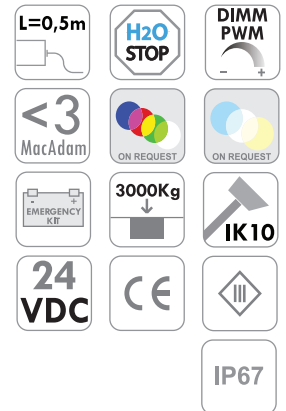 L=0,5m
H2O
STOP
DIMM
PWM
- +
<3
MacAdam
ON REQUEST
ON REQUEST
- +
EMERGENCY
KIT
3000Kg
IK10
24
VDC
CE
III
IP67